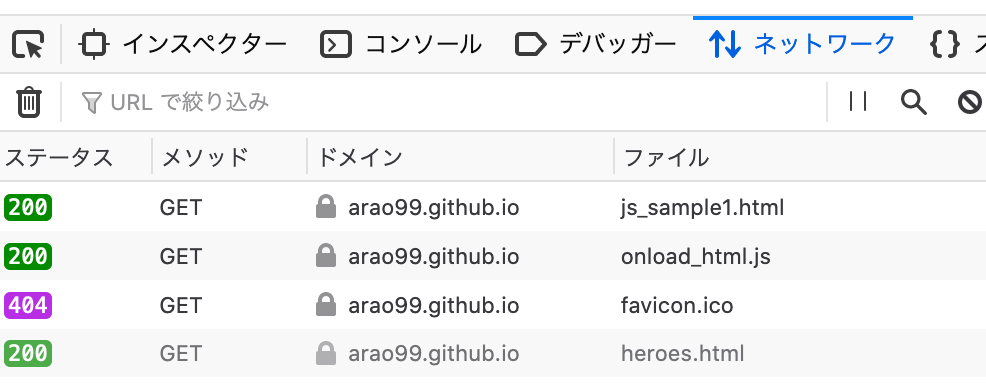 インスペクター コンソール デバッガー ネットワーク
URL で絞り込み
ステータス メソッド ドメイン ファイル
200 GET arao99.github.io js_sample1.html
200 GET arao99.github.io onload_html.js
404 GET arao99.github.io favicon.ico
200 GET arao99.github.io heroes.html